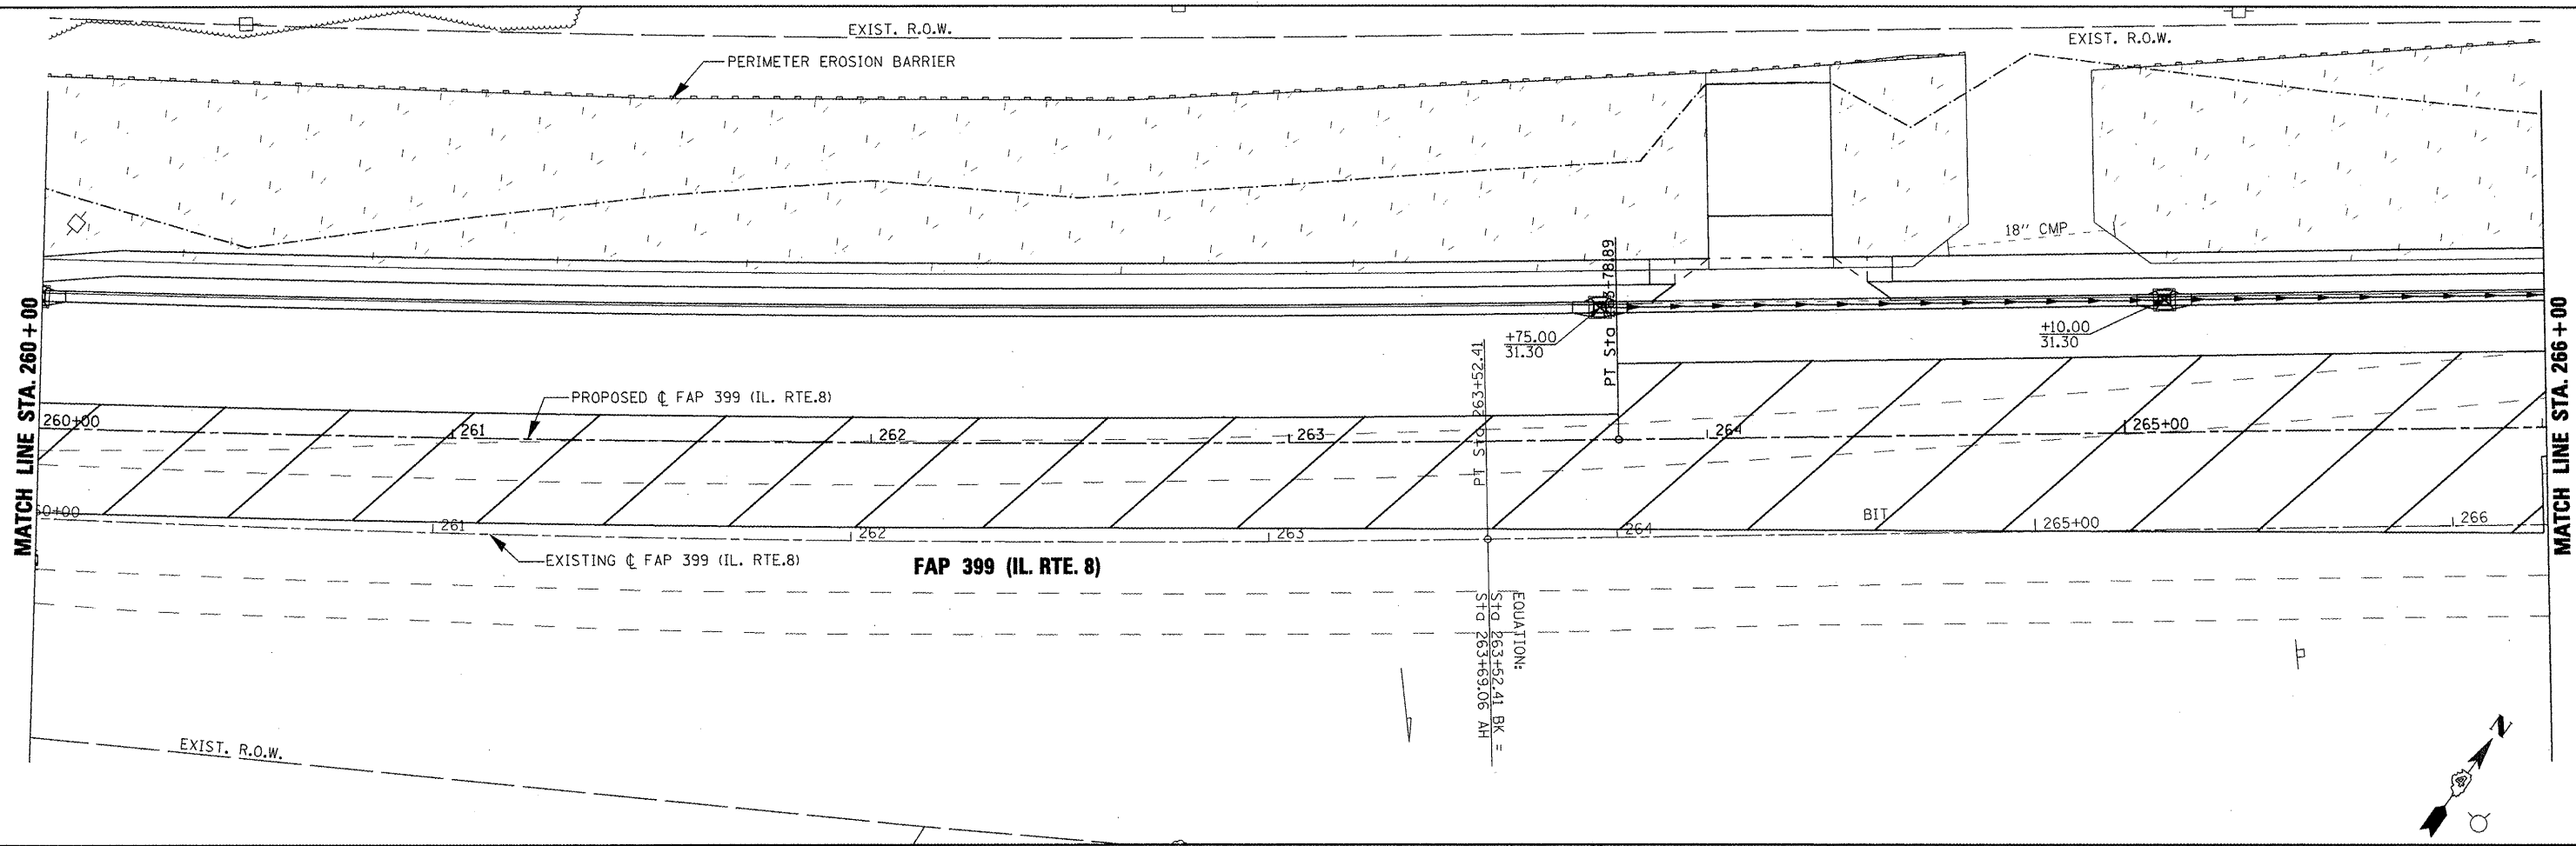 EXIST. R.O.W.
EXIST. R.O.W.
PERIMETER EROSION BARRIER
18" CMP
PT Sta 263+78.89
+75.00
31.30
+10.00
31.30
MATCH LINE STA. 260+00
MATCH LINE STA. 266+00
PT Sta 263+52.41
PROPOSED ℄ FAP 399 (IL. RTE.8)
260+00
261
262
263
264
265+00
60+00
261
262
263
264
BIT
265+00
266
EXISTING ℄ FAP 399 (IL. RTE.8)
FAP 399 (IL. RTE. 8)
EQUATION:
Sta 263+52.41 BK =
Sta 263+69.06 AH
EXIST. R.O.W.
N